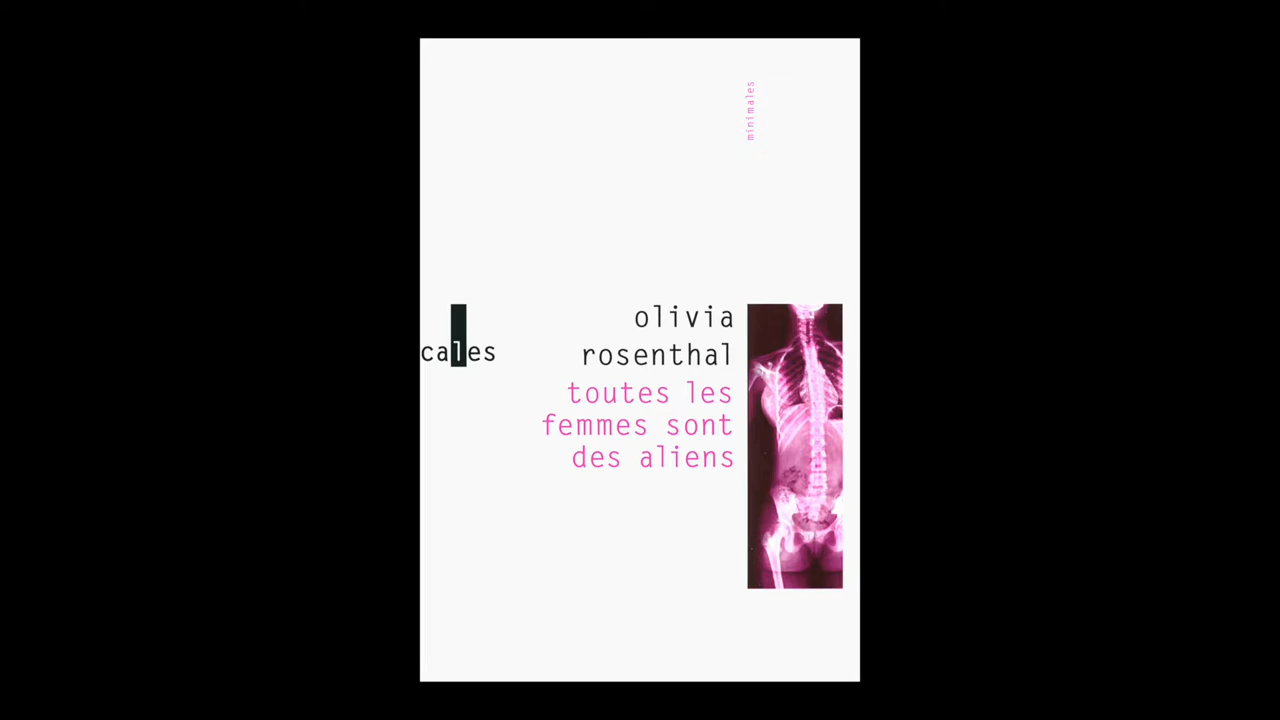 minimales
olivia
cales
rosenthal
toutes les
femmes sont
des aliens